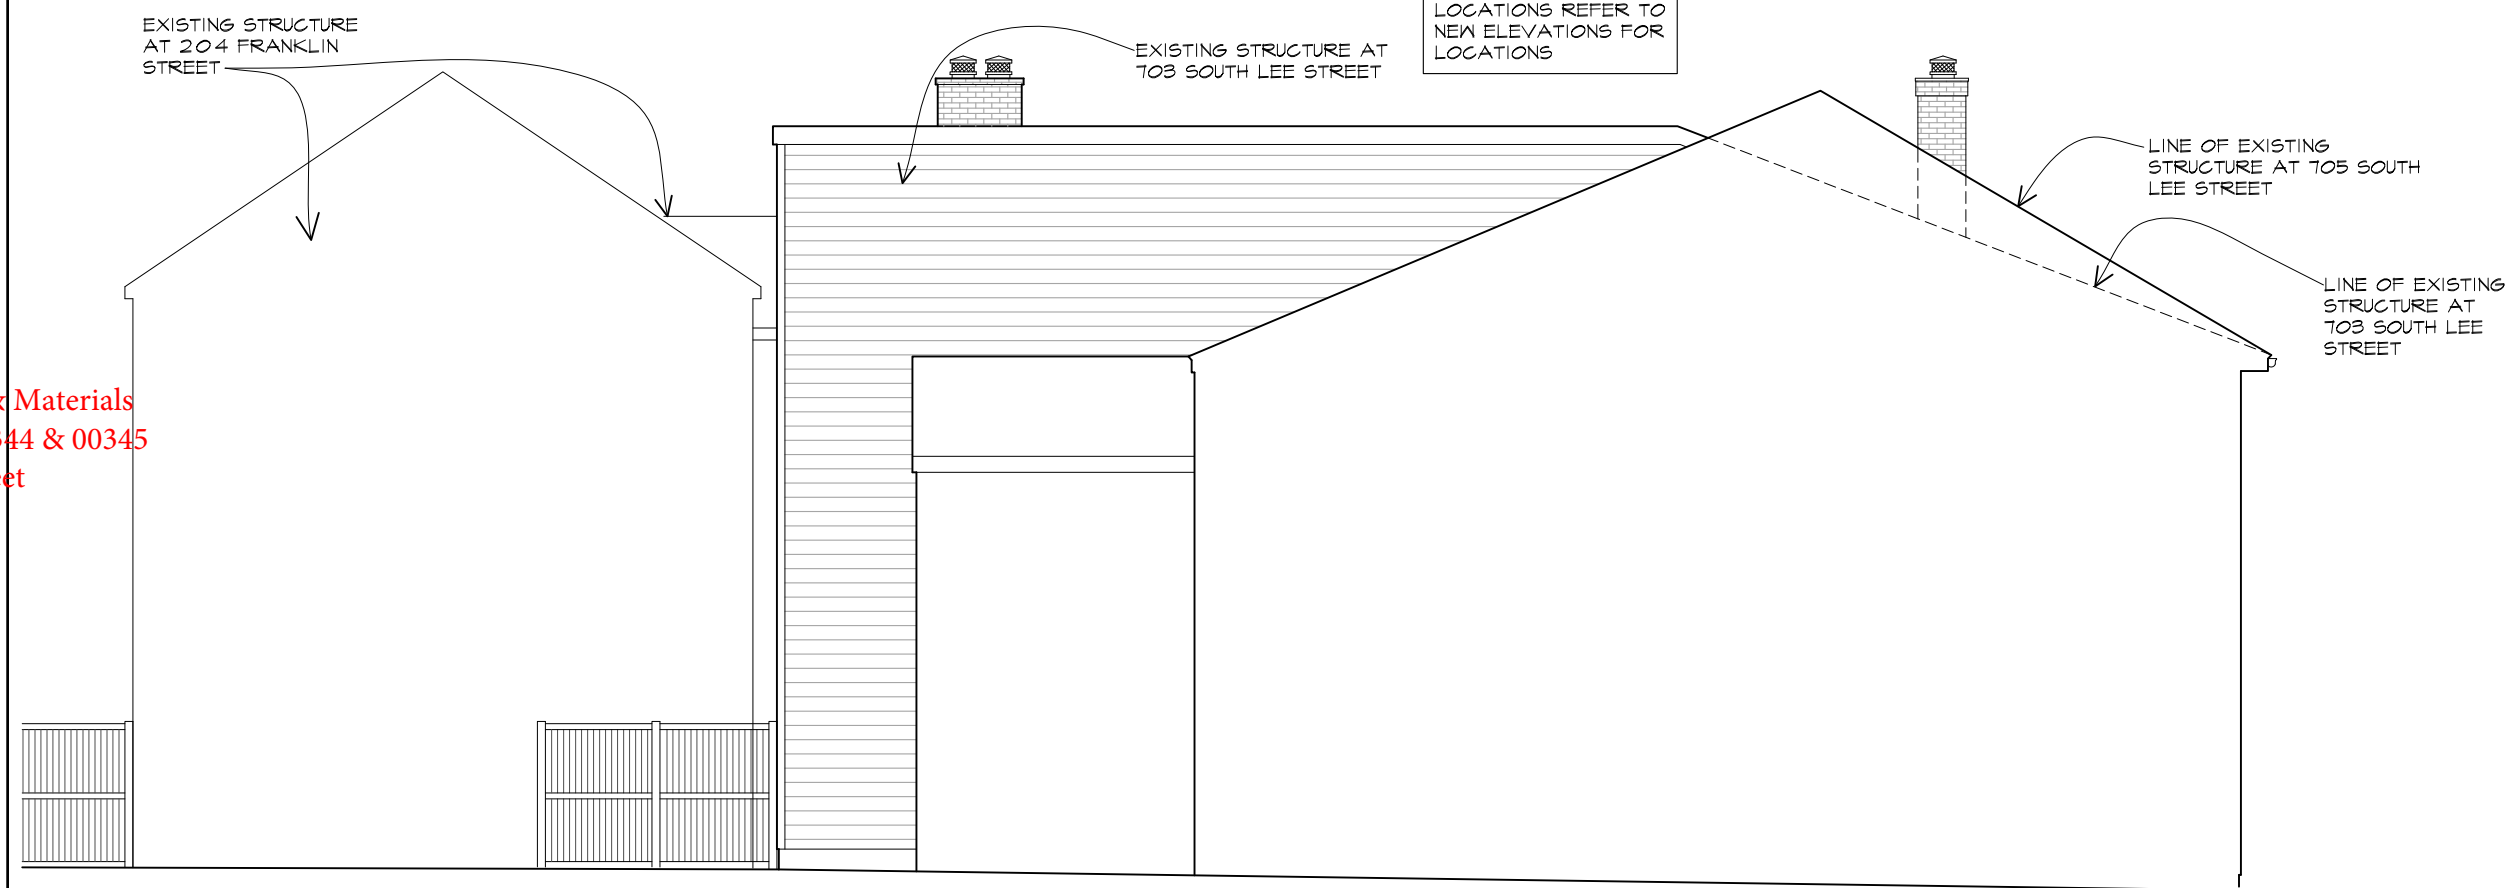 EXISTING STRUCTURE
AT 204 FRANKLIN
STREET
EXISTING STRUCTURE AT
703 SOUTH LEE STREET
LOCATIONS REFER TO
NEW ELEVATIONS FOR
LOCATIONS
LINE OF EXISTING
STRUCTURE AT 705 SOUTH
LEE STREET
LINE OF EXISTING
STRUCTURE AT
703 SOUTH LEE
STREET
Materials
44 & 00345
et